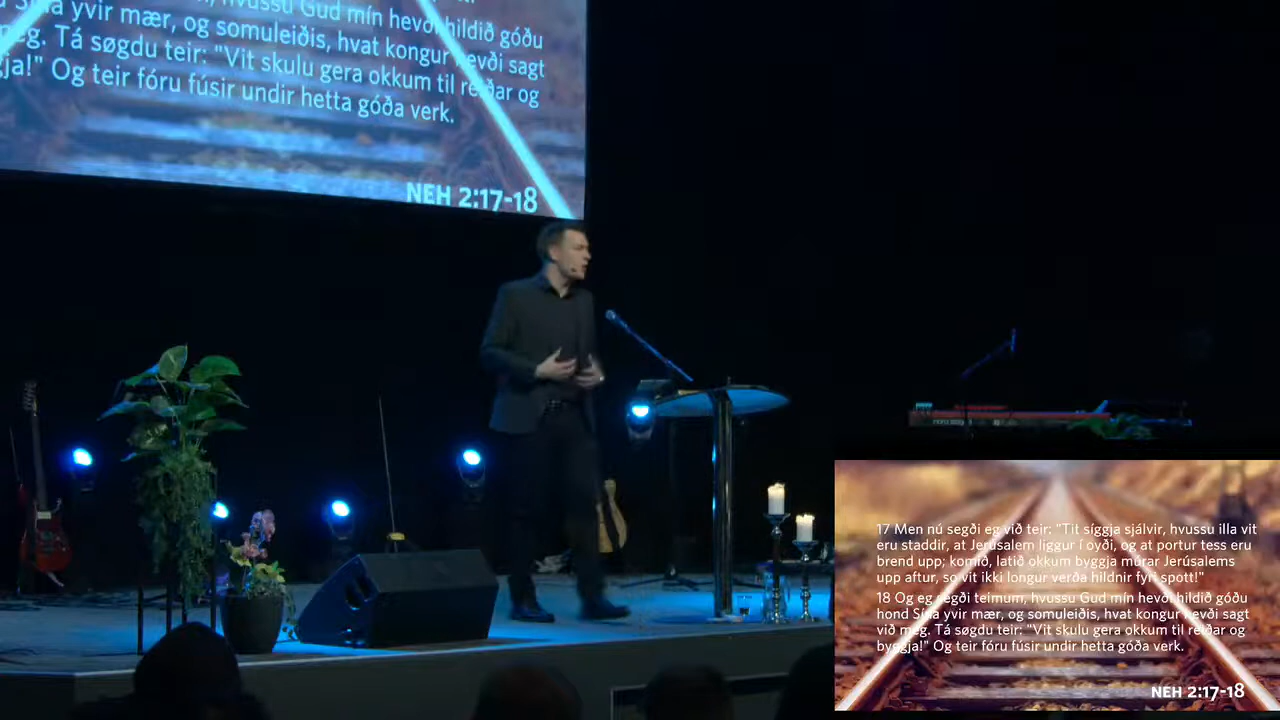 hvussu Gud mín hevði hildið góðu
yvir mær, og somuleiðis, hvat kongur hevði sagt
meg. Tá søgdu teir: "Vit skulu gera okkum til reiðar og
Og teir fóru fúsir undir hetta góða verk.
NEH 2:17-18
17 Men nú segði eg við teir: "Tit síggja sjálvir, hvussu illa vit
eru staddir, at Jerúsalem liggur í oyði, og at portur tess eru
brend upp; komið, latið okkum byggja múrar Jerúsalems
upp aftur, so vit ikki longur verða hildnir fyri spott!"
18 Og eg segði teimum, hvussu Gud mín hevði hildið góðu
hond Sína yvir mær, og somuleiðis, hvat kongur hevði sagt
við meg. Tá søgdu teir: "Vit skulu gera okkum til reiðar og
byggja!" Og teir fóru fúsir undir hetta góða verk.
NEH 2:17-18